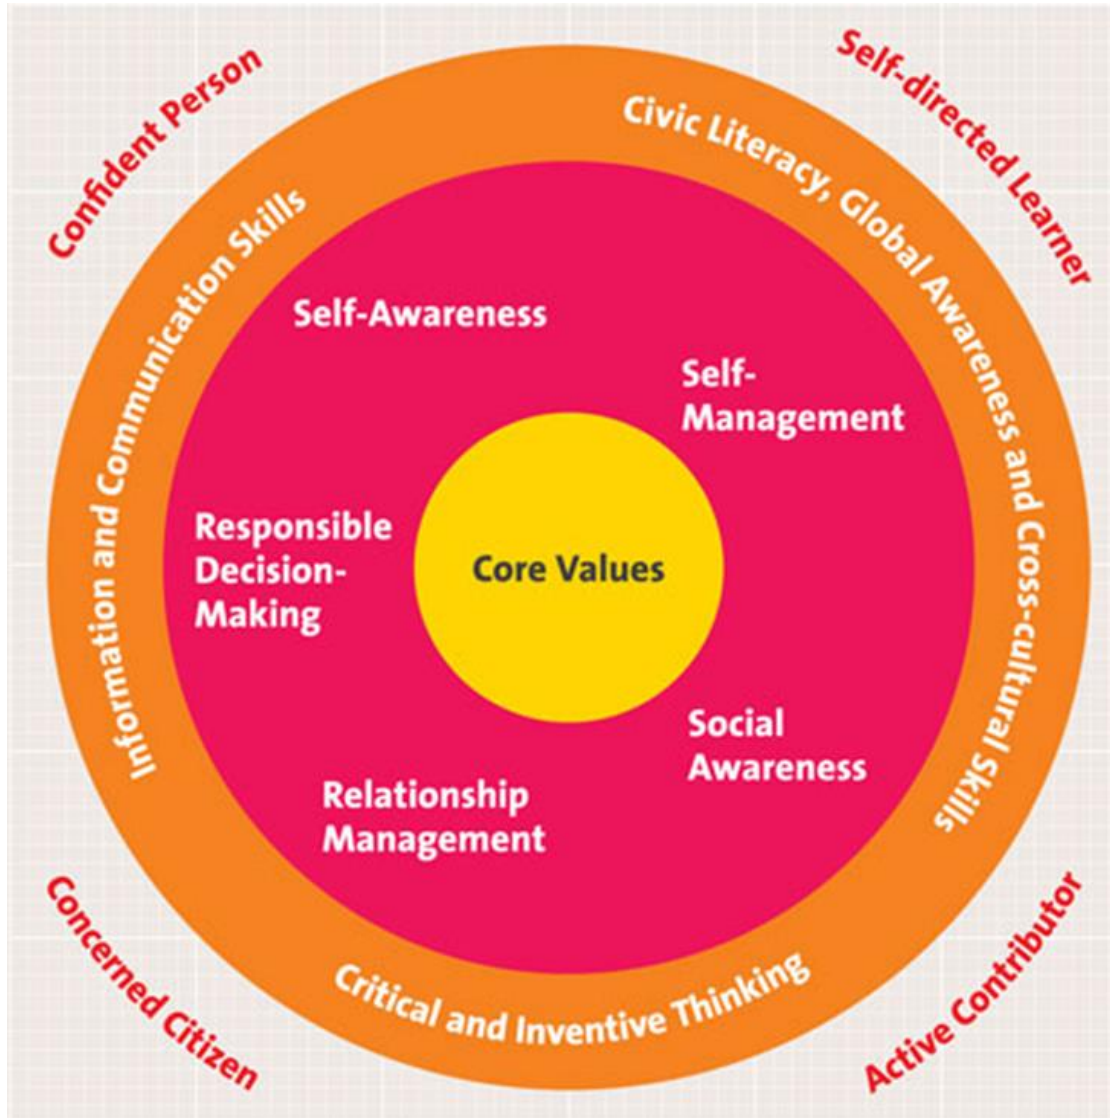 Confident Person
Self-directed Learner
Information and Communication Skills
Civic Literacy, Global Awareness and Cross-cultural Skills
Self-Awareness
Self-
Management
Responsible
Decision-
Making
Core Values
Social
Awareness
Relationship
Management
Critical and Inventive Thinking
Concerned Citizen
Active Contributor